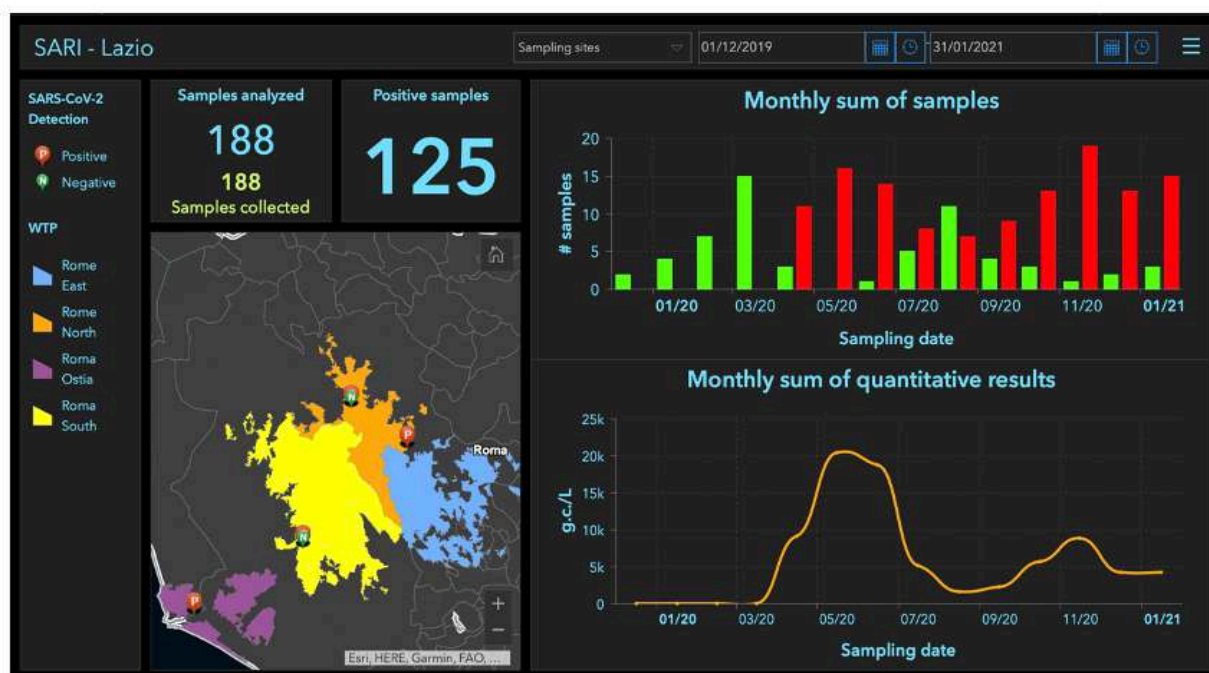 SARI - Lazio
Sampling sites
01/12/2019
31/01/2021
SARS-CoV-2
Detection
P Positive
N Negative
WTP
Rome
East
Rome
North
Roma
Ostia
Roma
South
Samples analyzed
188
188
Samples collected
Positive samples
125
N
P
Roma
N
P
+
−
Esri, HERE, Garmin, FAO, ...
Monthly sum of samples
# samples
20
15
10
5
0
01/20 03/20 05/20 07/20 09/20 11/20 01/21
Sampling date
Monthly sum of quantitative results
g.c./L
25k
20k
15k
10k
5k
0
01/20 03/20 05/20 07/20 09/20 11/20 01/21
Sampling date